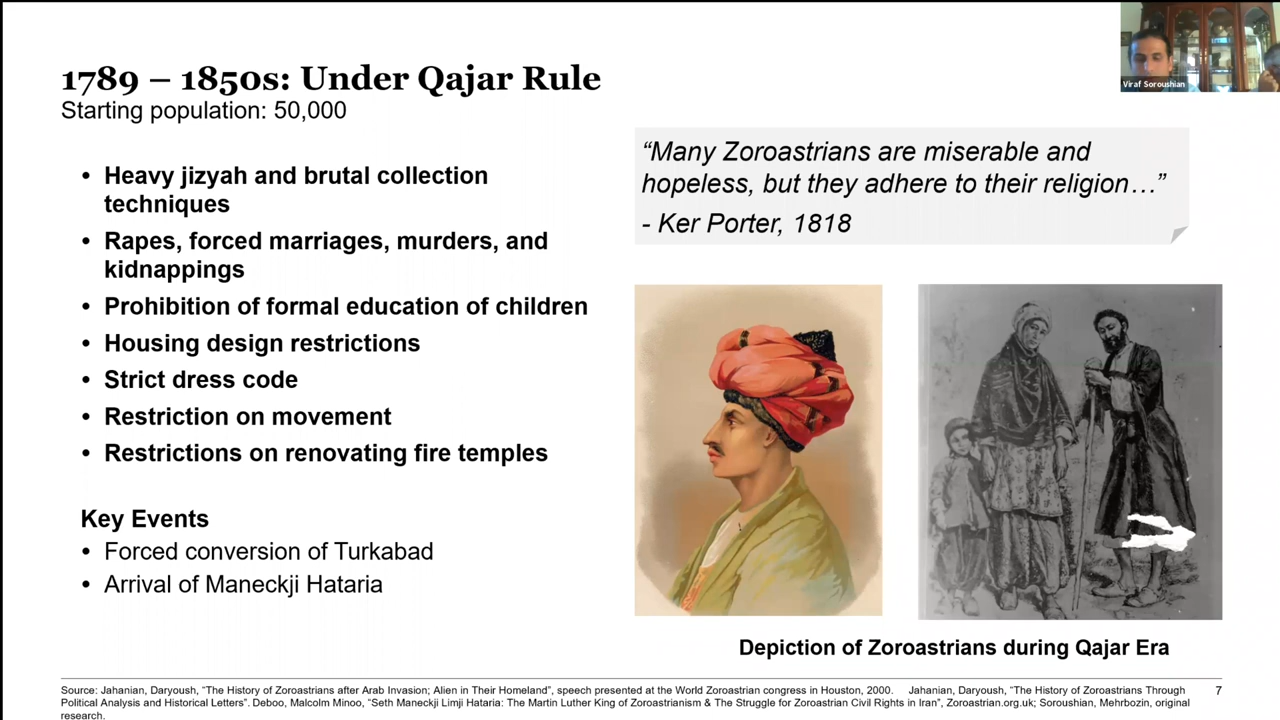 1789 – 1850s: Under Qajar Rule
Starting population: 50,000
• Heavy jizyah and brutal collection
techniques
• Rapes, forced marriages, murders, and
kidnappings
• Prohibition of formal education of children
• Housing design restrictions
• Strict dress code
• Restriction on movement
• Restrictions on renovating fire temples
Key Events
• Forced conversion of Turkabad
• Arrival of Maneckji Hataria
Viraf Soroushian
“Many Zoroastrians are miserable and
hopeless, but they adhere to their religion…”
- Ker Porter, 1818
Depiction of Zoroastrians during Qajar Era
Source: Jahanian, Daryoush, “The History of Zoroastrians after Arab Invasion; Alien in Their Homeland”, speech presented at the World Zoroastrian congress in Houston, 2000. Jahanian, Daryoush, “The History of Zoroastrians Through
Political Analysis and Historical Letters”. Deboo, Malcolm Minoo, “Seth Maneckji Limji Hataria: The Martin Luther King of Zoroastrianism & The Struggle for Zoroastrian Civil Rights in Iran”, Zoroastrian.org.uk; Soroushian, Mehrbozin, original
research.
7